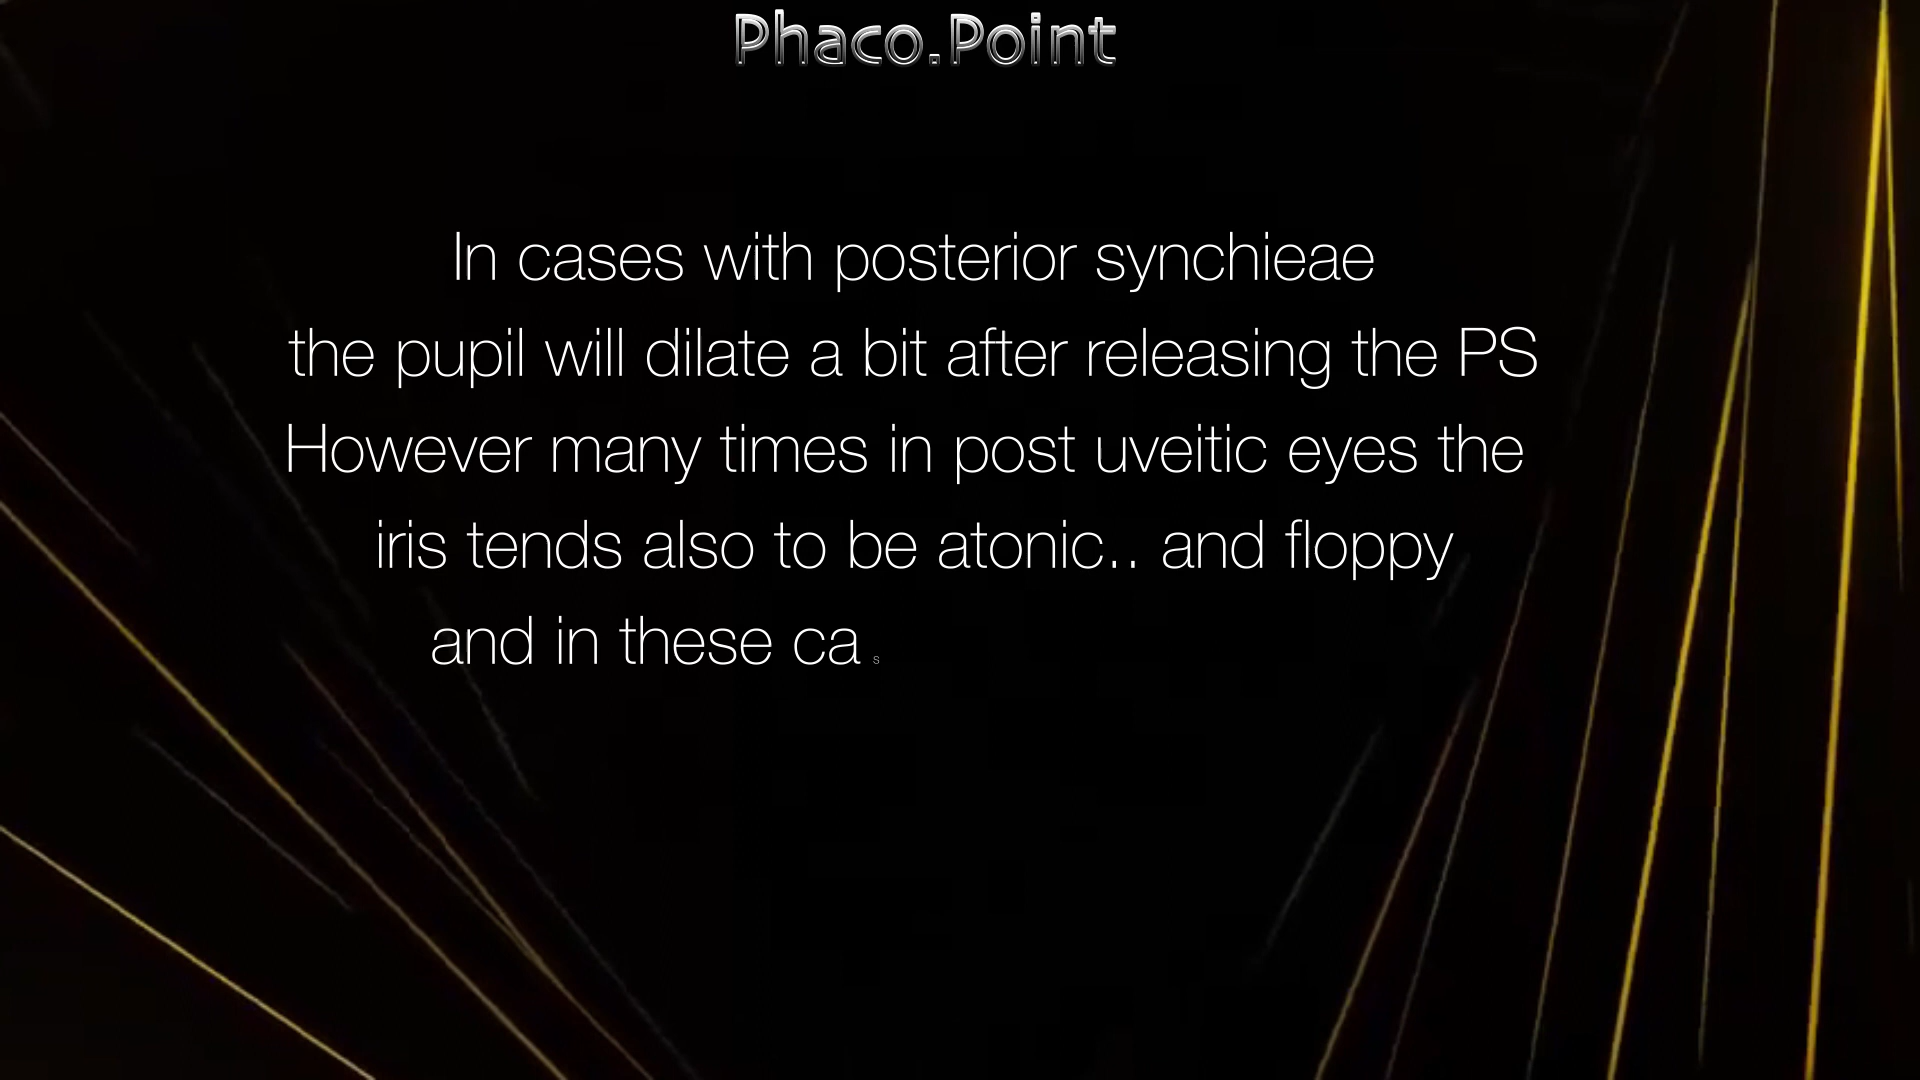 Phaco.Point
In cases with posterior synchieae
the pupil will dilate a bit after releasing the PS
However many times in post uveitic eyes the
iris tends also to be atonic.. and floppy
and in these cas